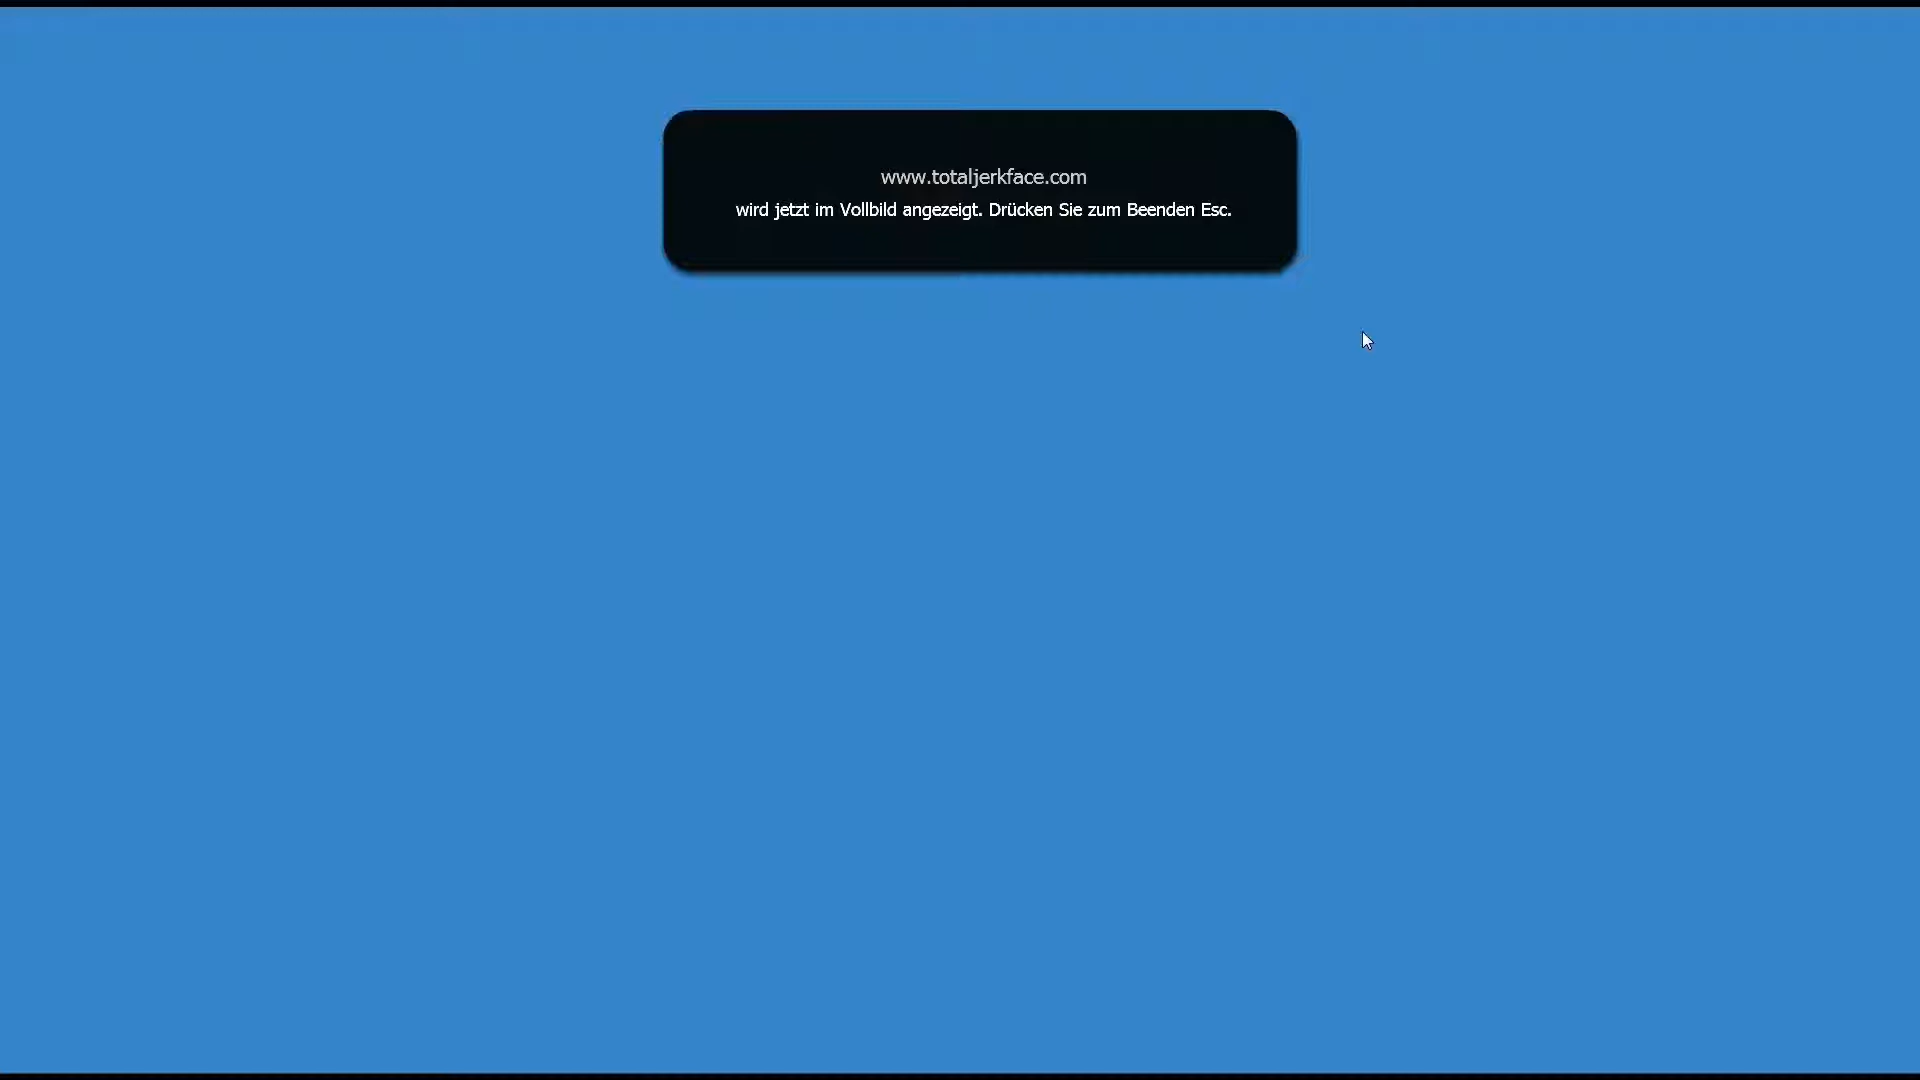 www.totaljerkface.com
wird jetzt im Vollbild angezeigt. Drücken Sie zum Beenden Esc.